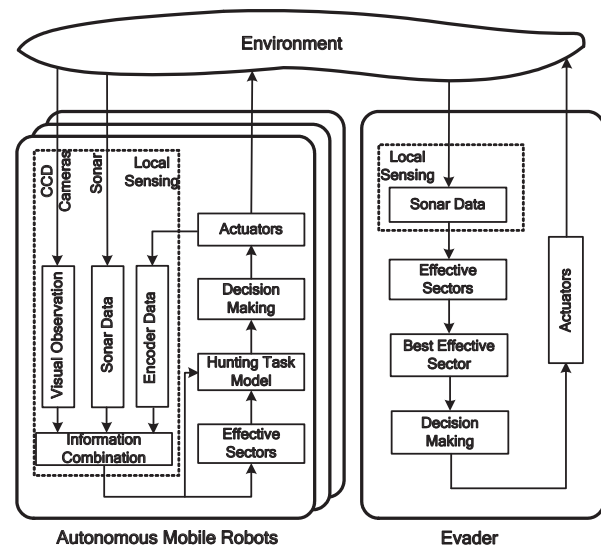 Environment
CCD
Cameras
Sonar
Local
Sensing
Actuators
Decision
Making
Hunting Task
Model
Effective
Sectors
Visual Observation
Sonar Data
Encoder Data
Information
Combination
Autonomous Mobile Robots
Local
Sensing
Sonar Data
Effective
Sectors
Best Effective
Sector
Decision
Making
Actuators
Evader